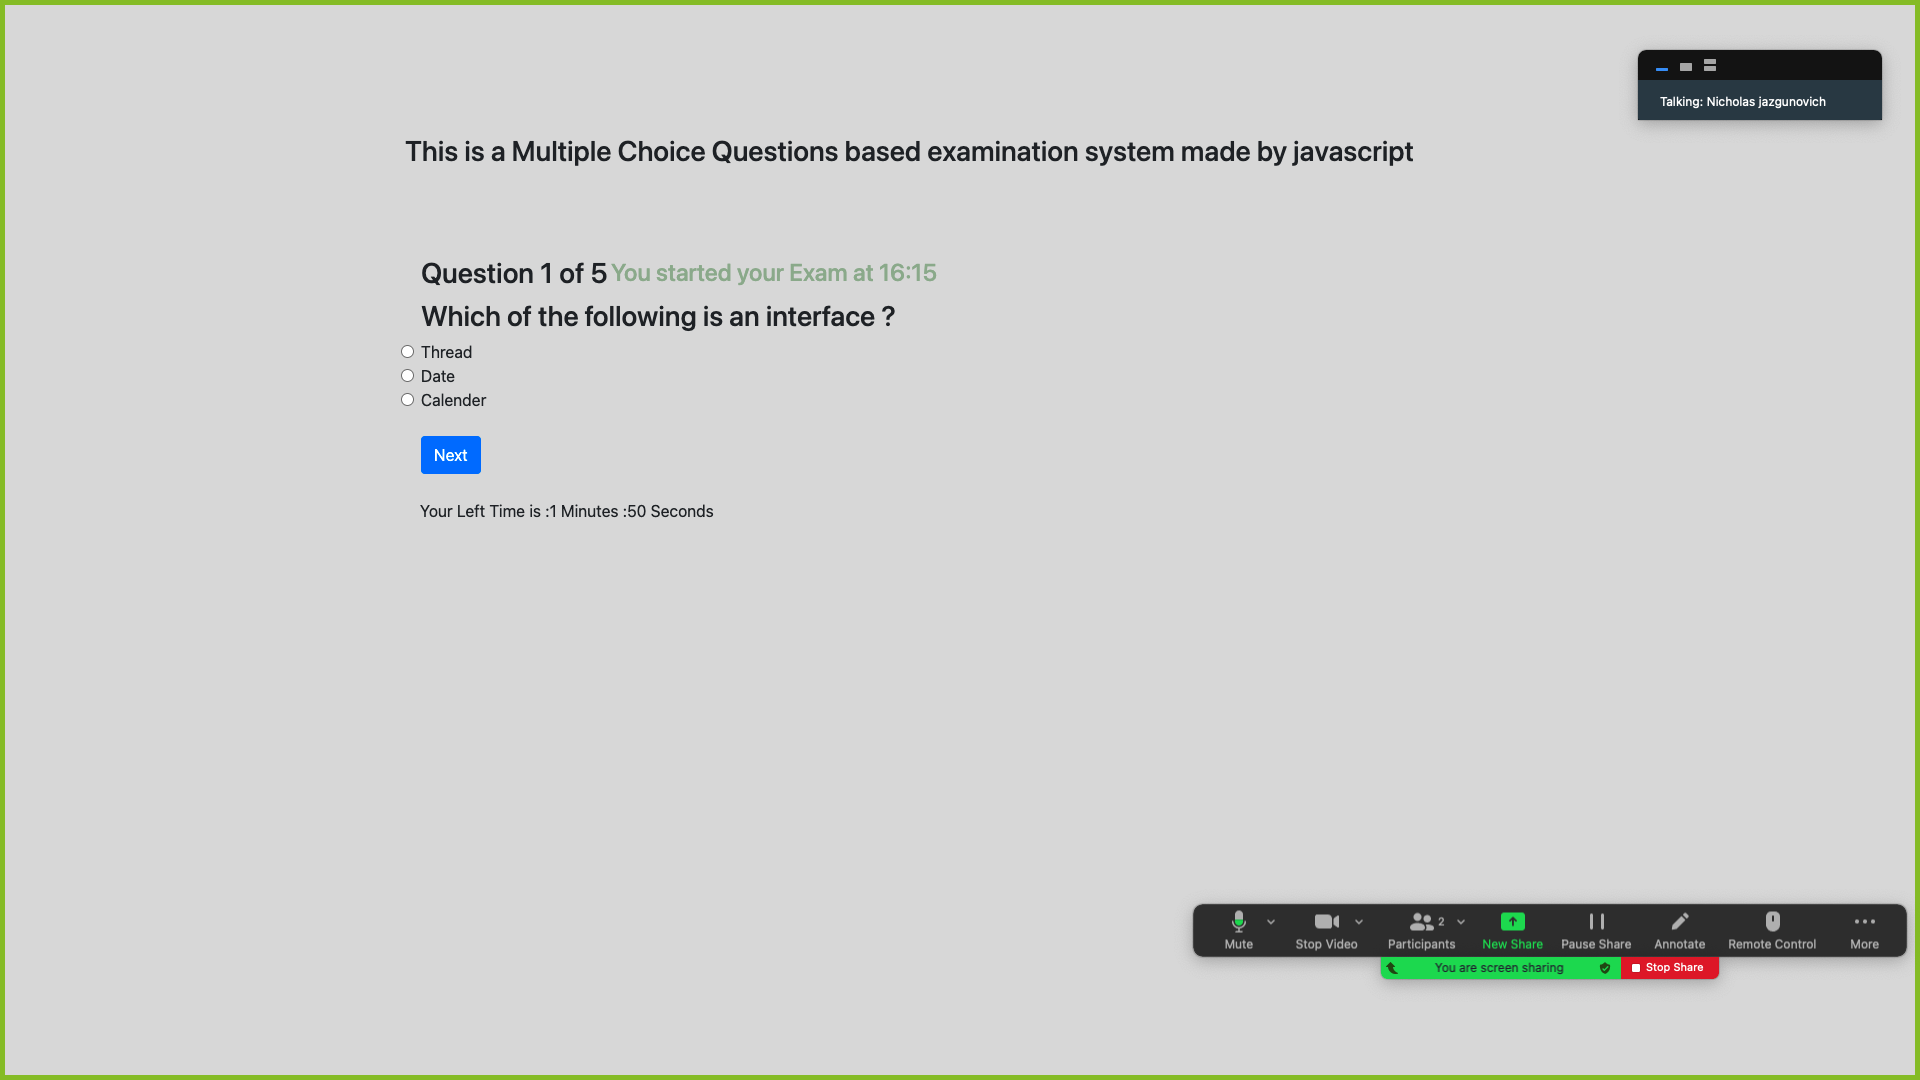 Talking: Nicholas jazgunovich
This is a Multiple Choice Questions based examination system made by javascript
Question 1 of 5 You started your Exam at 16:15
Which of the following is an interface ?
Thread
Date
Calender
Next
Your Left Time is :1 Minutes :50 Seconds
Mute Stop Video Participants 2 New Share Pause Share Annotate Remote Control More
You are screen sharing Stop Share